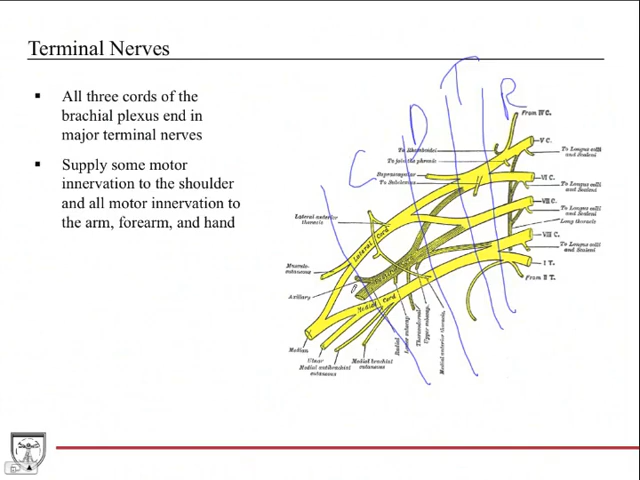 Terminal Nerves
▪ All three cords of the
brachial plexus end in
major terminal nerves
▪ Supply some motor
innervation to the shoulder
and all motor innervation to
the arm, forearm, and hand
C D T R
From IV C.
V C.
To Rhomboidei
To join the phrenic
To Longus colli
and Scaleni
Suprascapular
To Subclavius
VI C.
To Longus colli
and Scaleni
VII C.
To Longus colli
and Scaleni
Lateral anterior
thoracic
Long thoracic
VIII C.
To Longus colli
and Scaleni
Lateral Cord
I T.
From II T.
Musculo-
cutaneous
Axillary
Medial Cord
Median
Ulnar
Medial antibrachial
cutaneous
Medial brachial
cutaneous
Radial
Lower subscap.
Thoracodorsal
Upper subscap.
Medial anterior thoracic